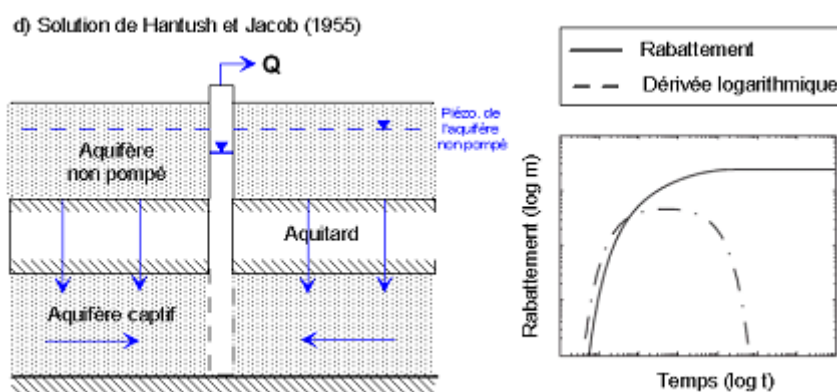 d) Solution de Hantush et Jacob (1955)
Q
Piézo. de
l'aquifère
non pompé
Aquifère
non pompé
Aquitard
Aquifère captif
Rabattement
Dérivée logarithmique
Rabattement (log m)
Temps (log t)